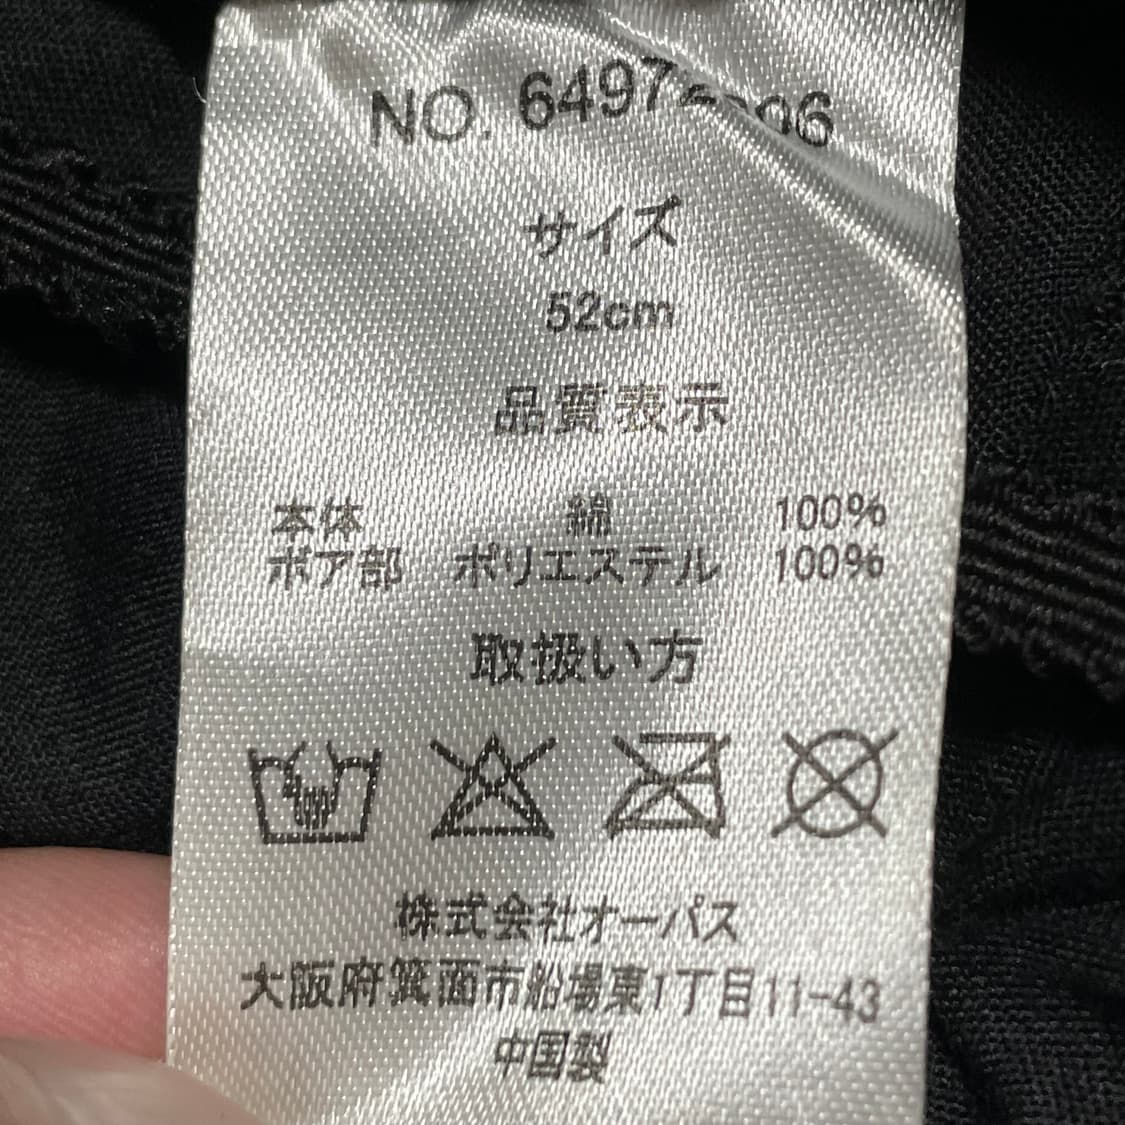 NO.
サイズ
52cm
品質表示
本体 綿 100%
ボア部 ポリエステル 100%
取扱い方
株式会社オーパス
大阪府箕面市船場東1丁目11-43
中国製